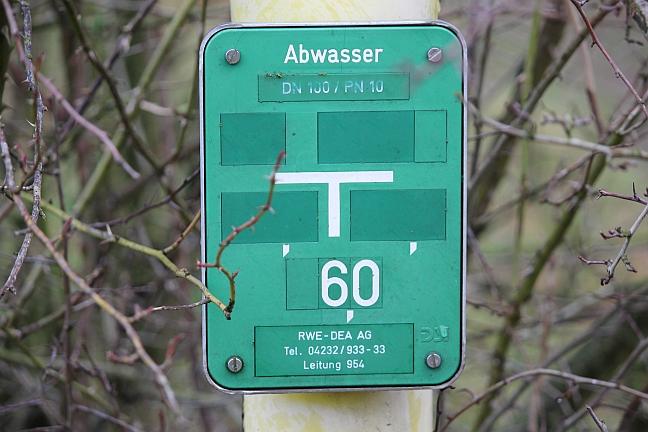 Abwasser
DN 100 / PN 10
60
RWE-DEA AG
Tel. 04232/933-33
Leitung 954